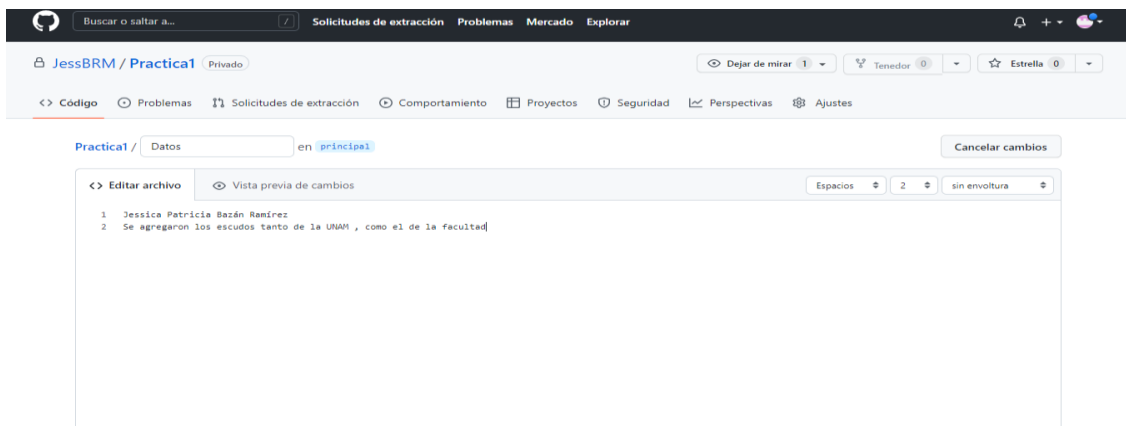 Buscar o saltar a... / Solicitudes de extracción Problemas Mercado Explorar
JessBRM / Practica1 Privado Dejar de mirar 1 Tenedor 0 Estrella 0
Código Problemas Solicitudes de extracción Comportamiento Proyectos Seguridad Perspectivas Ajustes
Practica1 / Datos en principal Cancelar cambios
Editar archivo Vista previa de cambios Espacios 2 sin envoltura
1 Jessica Patricia Bazán Ramírez
2 Se agregaron los escudos tanto de la UNAM , como el de la facultad